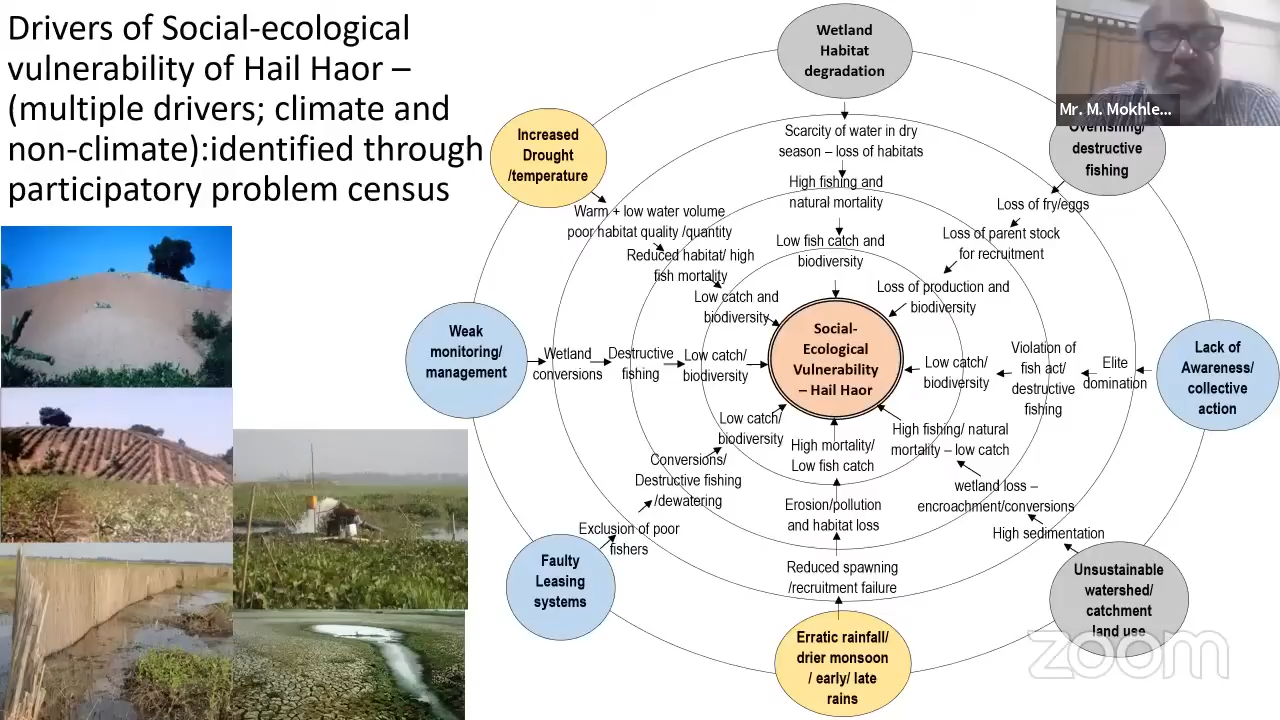 Drivers of Social-ecological
vulnerability of Hail Haor –
(multiple drivers; climate and
non-climate):identified through
participatory problem census
Wetland
Habitat
degradation
Scarcity of water in dry
season – loss of habitats
High fishing and
natural mortality
Low fish catch and
biodiversity
Mr. M. Mokhle...
Overfishing/
destructive
fishing
Loss of fry/eggs
Loss of parent stock
for recruitment
Loss of production and
biodiversity
Increased
Drought
/temperature
Warm + low water volume
poor habitat quality /quantity
Reduced habitat/ high
fish mortality
Low catch and
biodiversity
Social-
Ecological
Vulnerability
– Hail Haor
Weak
monitoring/
management
Wetland
conversions
Destructive
fishing
Low catch/
biodiversity
Lack of
Awareness/
collective
action
Elite
domination
Violation of
fish act/
destructive
fishing
Low catch/
biodiversity
Faulty
Leasing
systems
Exclusion of poor
fishers
Conversions/
Destructive fishing
/dewatering
Low catch/
biodiversity
Erratic rainfall/
drier monsoon
/ early/ late
rains
Reduced spawning
/recruitment failure
Erosion/pollution
and habitat loss
High mortality/
Low fish catch
Unsustainable
watershed/
catchment
land use
High sedimentation
wetland loss –
encroachment/conversions
High fishing/ natural
mortality – low catch
zoom